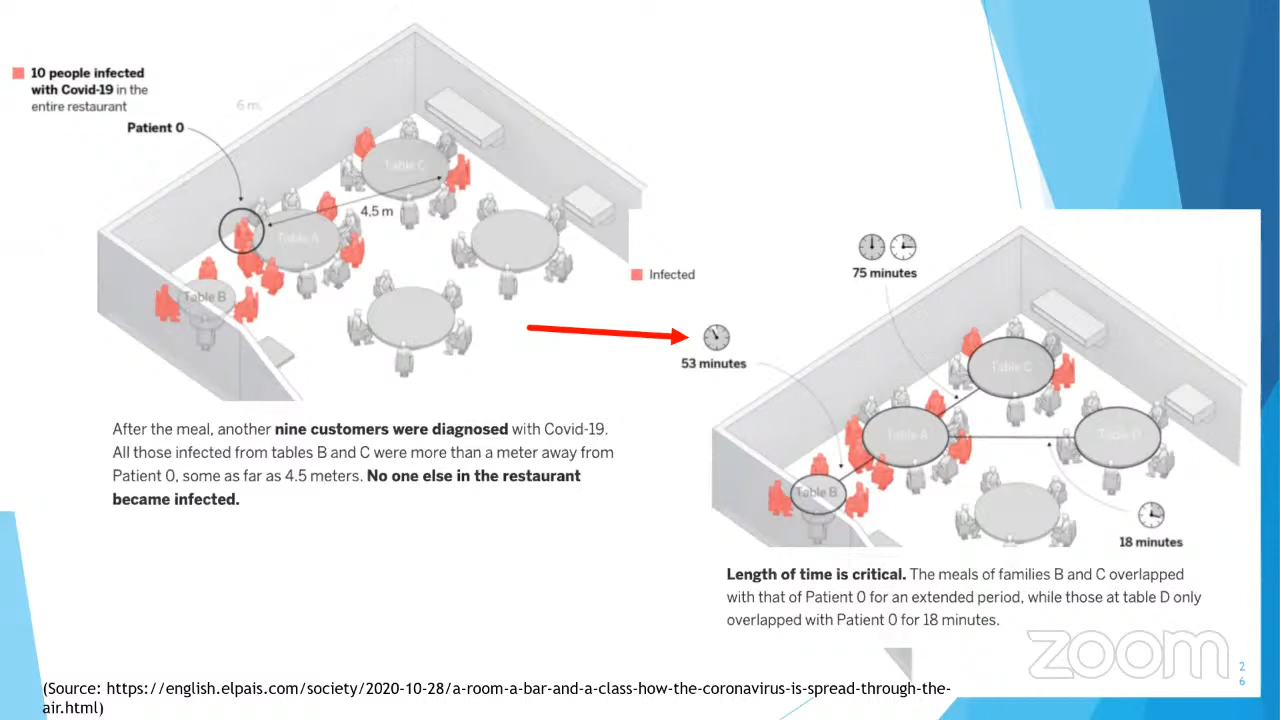 10 people infected
with Covid-19 in the
entire restaurant
6 m.
Patient 0
Table C
4.5 m
Table A
Table B
After the meal, another nine customers were diagnosed with Covid-19.
All those infected from tables B and C were more than a meter away from
Patient 0, some as far as 4.5 meters. No one else in the restaurant
became infected.
Infected
75 minutes
53 minutes
Table C
Table A
Table D
Table B
18 minutes
Length of time is critical. The meals of families B and C overlapped
with that of Patient 0 for an extended period, while those at table D only
overlapped with Patient 0 for 18 minutes.
zoom
2
6
(Source: https://english.elpais.com/society/2020-10-28/a-room-a-bar-and-a-class-how-the-coronavirus-is-spread-through-the-
air.html)